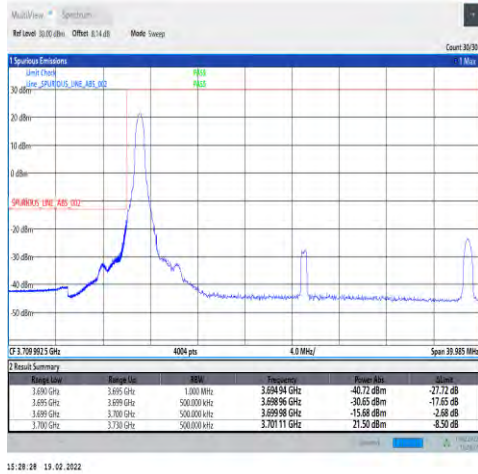 MultiView Spectrum
Ref Level 30.00 dBm Offset 8.14 dB Mode Sweep
Count 30/30
1 Spurious Emissions 1 Max
Limit Check PASS
Line _SPURIOUS_LINE_ABS_002 PASS
30 dBm
20 dBm
10 dBm
0 dBm
_SPURIOUS_LINE_ABS_002
-20 dBm
-30 dBm
-40 dBm
-50 dBm
CF 3.7099925 GHz 4004 pts 4.0 MHz/ Span 39.985 MHz
2 Result Summary
Range Low Range Up RBW Frequency Power Abs ΔLimit
3.690 GHz 3.695 GHz 1.000 MHz 3.69494 GHz -40.72 dBm -27.72 dB
3.695 GHz 3.699 GHz 500.000 kHz 3.69896 GHz -30.65 dBm -17.65 dB
3.699 GHz 3.700 GHz 500.000 kHz 3.69998 GHz -15.68 dBm -2.68 dB
3.700 GHz 3.730 GHz 500.000 kHz 3.70111 GHz 21.50 dBm -8.50 dB
15:28:28 19.02.2022